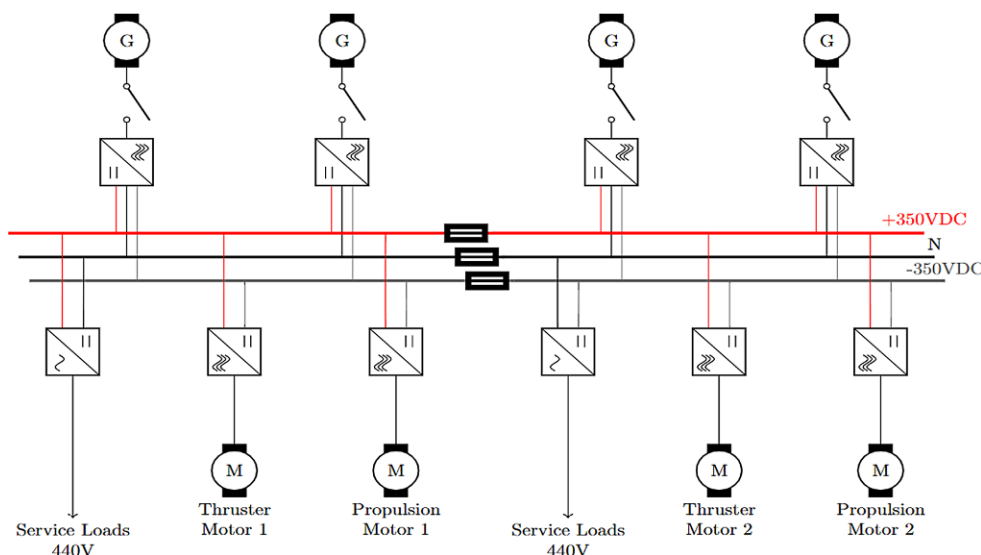 G
G
G
G
+350VDC
N
-350VDC
M
M
M
M
Thruster
Motor 1
Propulsion
Motor 1
Thruster
Motor 2
Propulsion
Motor 2
Service Loads
440V
Service Loads
440V